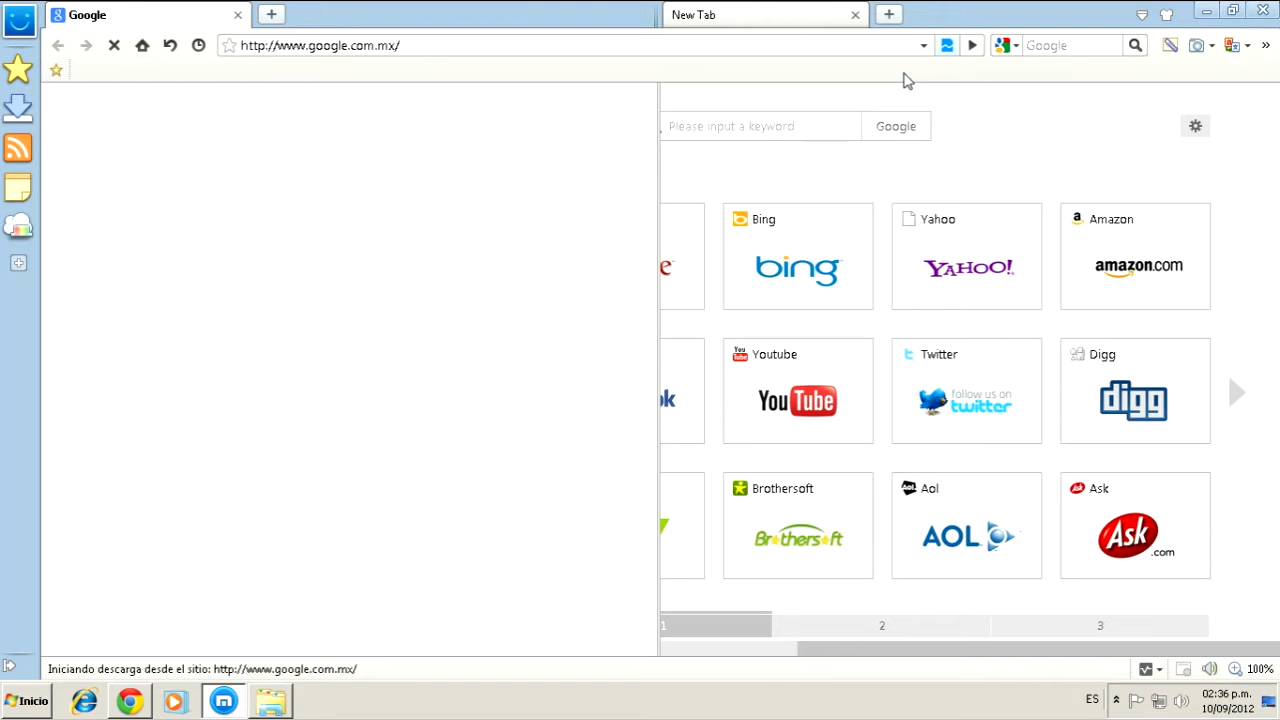 Google
New Tab
http://www.google.com.mx/
Google
Please input a keyword
Google
Bing
Yahoo
Amazon
e
bing
YAHOO!
amazon.com
Youtube
Twitter
Digg
ok
YouTube
follow us on
twitter
digg
Brothersoft
Aol
Ask
Brothersoft
AOL
Ask
.com
1
2
3
Iniciando descarga desde el sitio: http://www.google.com.mx/
100%
Inicio
ES
02:36 p.m.
10/09/2012